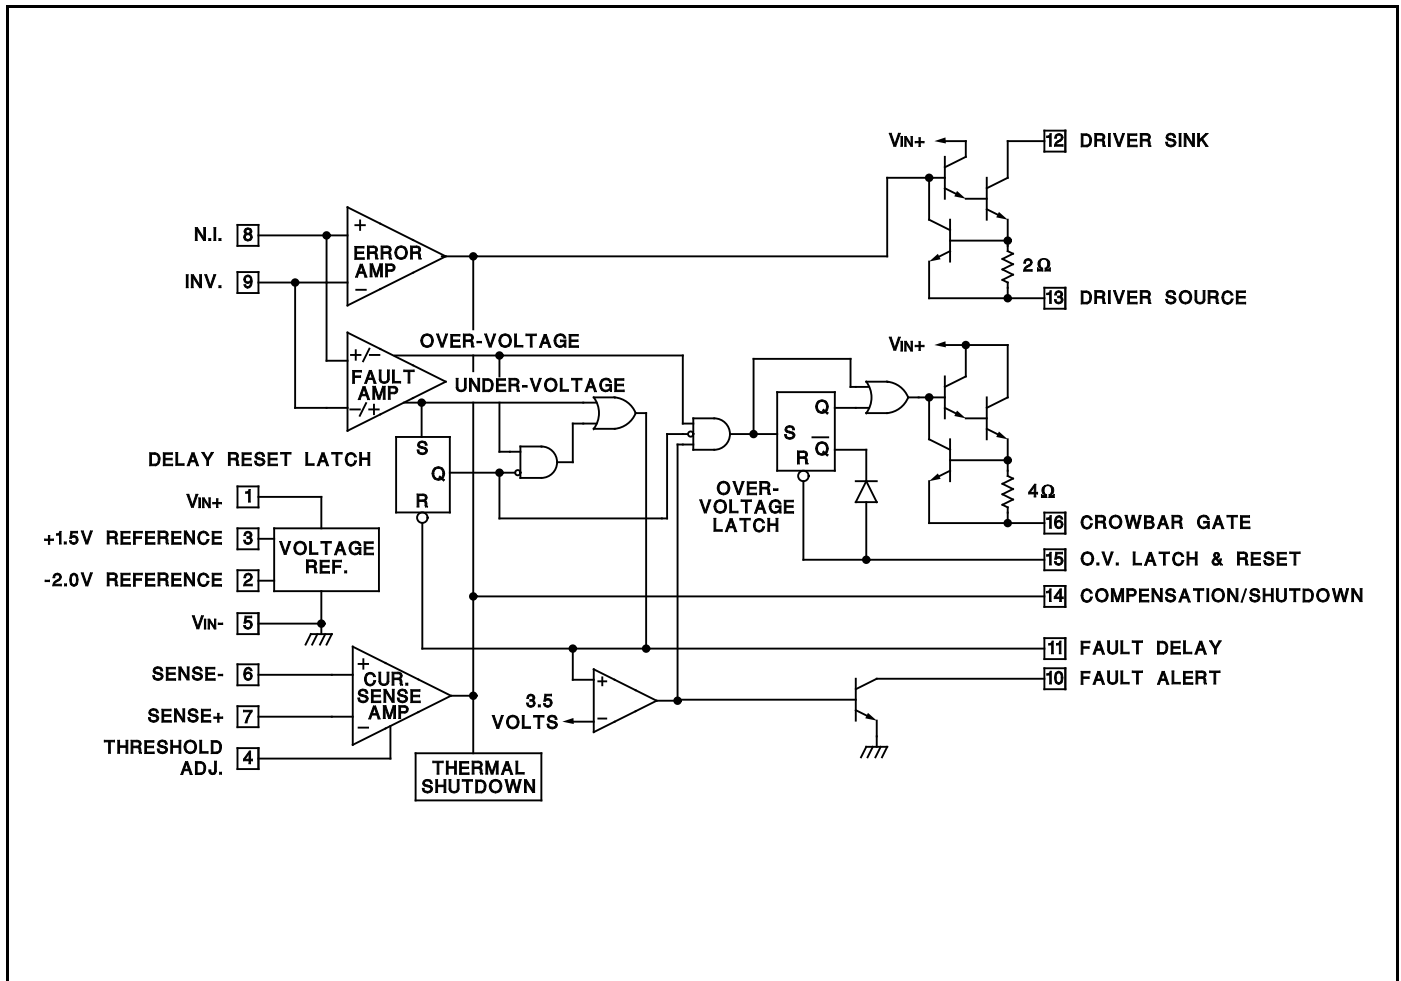 VIN+
12 DRIVER SINK
N.I. 8
+
ERROR
AMP
−
INV. 9
2Ω
13 DRIVER SOURCE
OVER-VOLTAGE
VIN+
+/−
FAULT
AMP
−/+
UNDER-VOLTAGE
S
Q
R
DELAY RESET LATCH
S
Q
Q̅
R
OVER-
VOLTAGE
LATCH
4Ω
16 CROWBAR GATE
VIN+ 1
+1.5V REFERENCE 3
VOLTAGE
REF.
-2.0V REFERENCE 2
VIN- 5
15 O.V. LATCH & RESET
14 COMPENSATION/SHUTDOWN
11 FAULT DELAY
10 FAULT ALERT
SENSE- 6
SENSE+ 7
THRESHOLD
ADJ. 4
+
CUR.
SENSE
AMP
−
3.5
VOLTS
+
−
THERMAL
SHUTDOWN